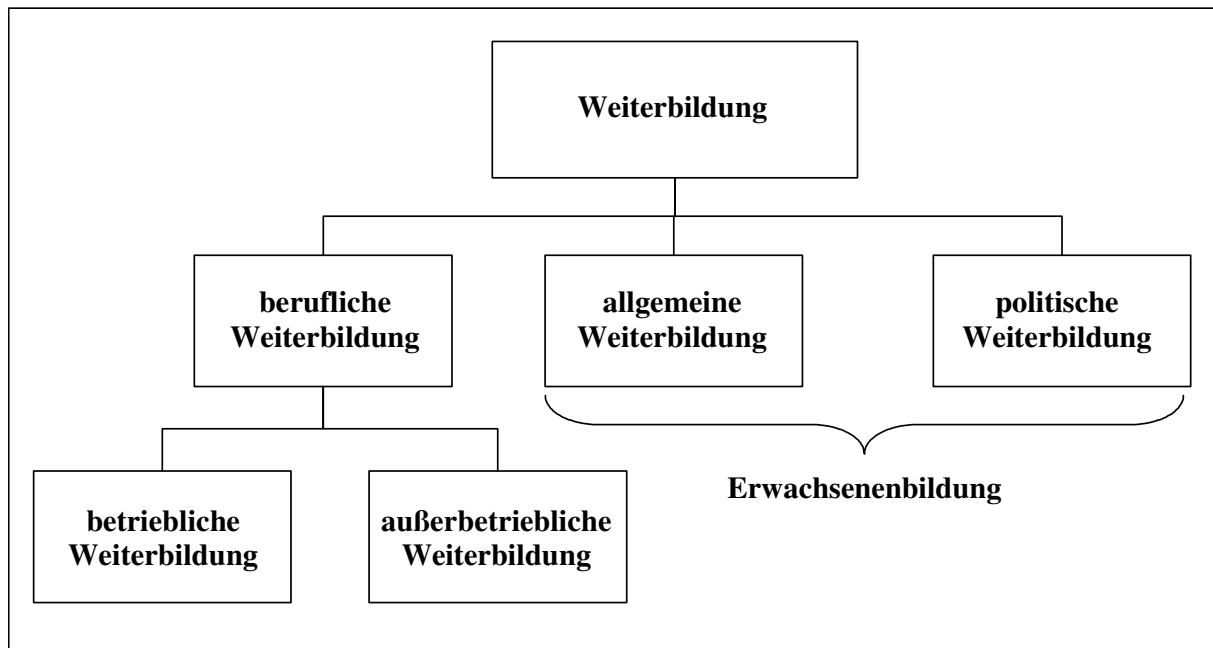 Weiterbildung
berufliche
Weiterbildung
allgemeine
Weiterbildung
politische
Weiterbildung
betriebliche
Weiterbildung
außerbetriebliche
Weiterbildung
Erwachsenenbildung